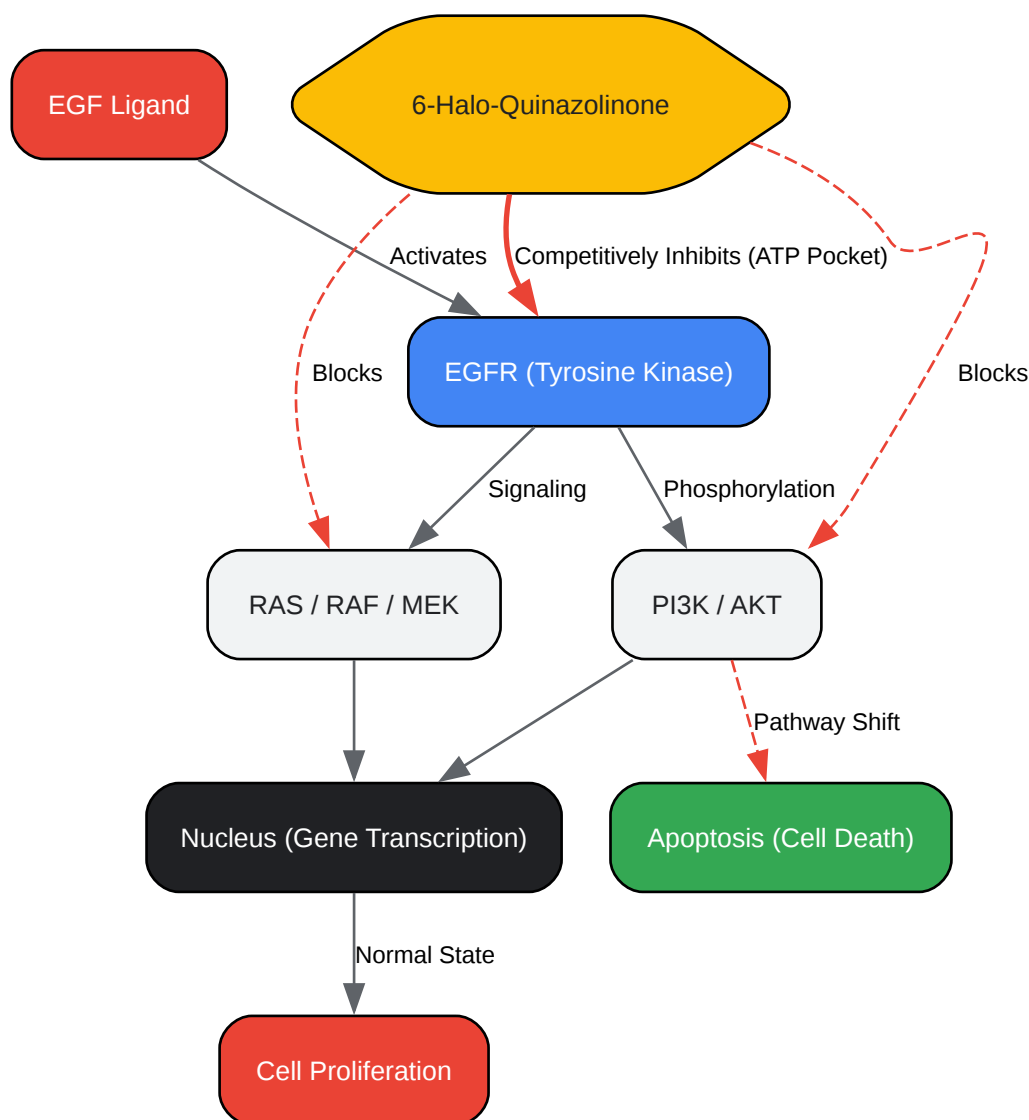 EGF Ligand
6-Halo-Quinazolinone
Activates
Competitively Inhibits (ATP Pocket)
Blocks
EGFR (Tyrosine Kinase)
Blocks
Signaling
Phosphorylation
RAS / RAF / MEK
PI3K / AKT
Pathway Shift
Nucleus (Gene Transcription)
Apoptosis (Cell Death)
Normal State
Cell Proliferation